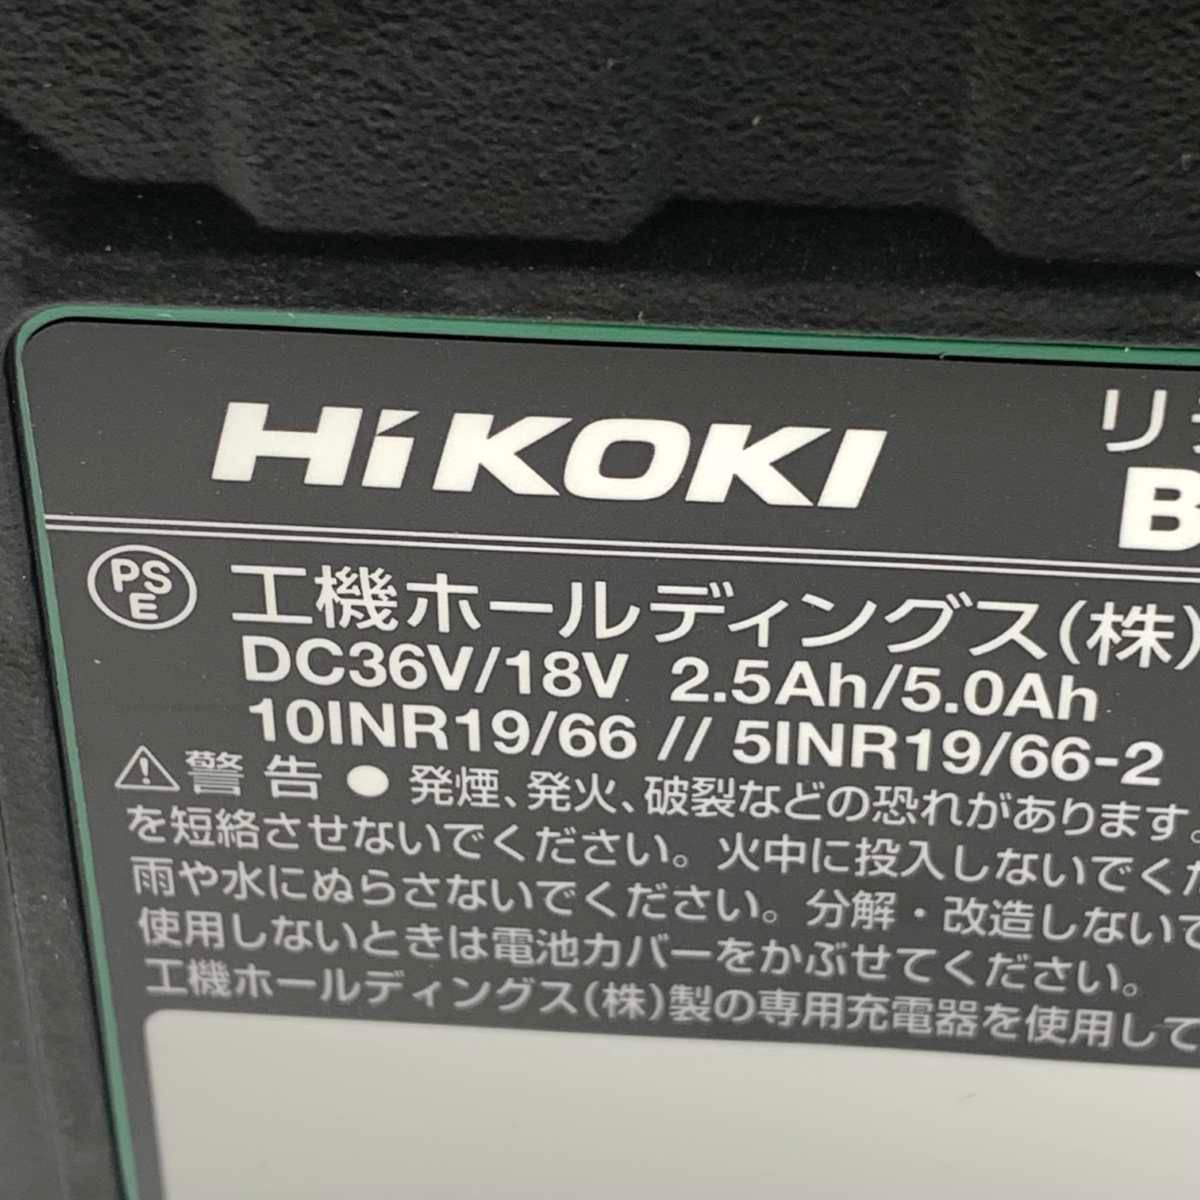 HiKOKI
リチ
B
PSE
工機ホールディングス(株)
DC36V/18V 2.5Ah/5.0Ah
10INR19/66 // 5INR19/66-2
⚠警告 ● 発煙、発火、破裂などの恐れがあります。
を短絡させないでください。火中に投入しないでくだ
雨や水にぬらさないでください。分解・改造しないで
使用しないときは電池カバーをかぶせてください。
工機ホールディングス(株)製の専用充電器を使用して